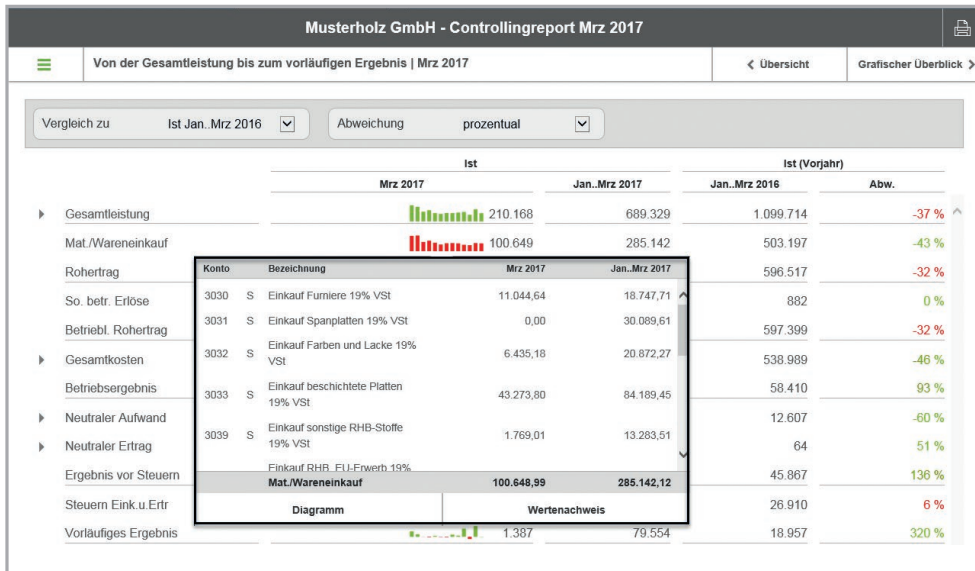 Musterholz GmbH - Controllingreport Mrz 2017
Von der Gesamtleistung bis zum vorläufigen Ergebnis | Mrz 2017
Übersicht
Grafischer Überblick
Vergleich zu Ist Jan..Mrz 2016
Abweichung prozentual
Ist Ist (Vorjahr)
Mrz 2017 Jan..Mrz 2017 Jan..Mrz 2016 Abw.
Gesamtleistung 210.168 689.329 1.099.714 -37 %
Mat./Wareneinkauf 100.649 285.142 503.197 -43 %
Rohertrag 596.517 -32 %
So. betr. Erlöse 882 0 %
Betriebl. Rohertrag 597.399 -32 %
Gesamtkosten 538.989 -46 %
Betriebsergebnis 58.410 93 %
Neutraler Aufwand 12.607 -60 %
Neutraler Ertrag 64 51 %
Ergebnis vor Steuern 45.867 136 %
Steuern Eink.u.Ertr 26.910 6 %
Vorläufiges Ergebnis 1.387 79.554 18.957 320 %
Konto Bezeichnung Mrz 2017 Jan..Mrz 2017
3030 S Einkauf Furniere 19% VSt 11.044,64 18.747,71
3031 S Einkauf Spanplatten 19% VSt 0,00 30.089,61
3032 S Einkauf Farben und Lacke 19%
VSt 6.435,18 20.872,27
3033 S Einkauf beschichtete Platten
19% VSt 43.273,80 84.189,45
3039 S Einkauf sonstige RHB-Stoffe
19% VSt 1.769,01 13.283,51
Einkauf RHB, EU-Erwerb 19%
Mat./Wareneinkauf 100.648,99 285.142,12
Diagramm Wertenachweis